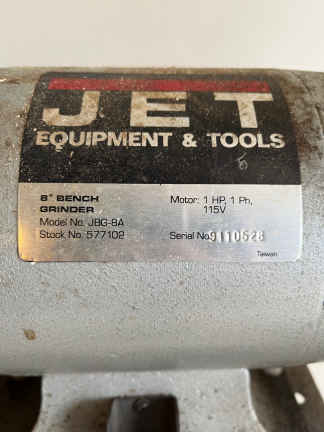 JET
EQUIPMENT & TOOLS
8" BENCH
GRINDER
Model No. JBG-8A
Stock No. 577102
Motor: 1 HP, 1 Ph,
115V
Serial No. 9110528
Taiwan